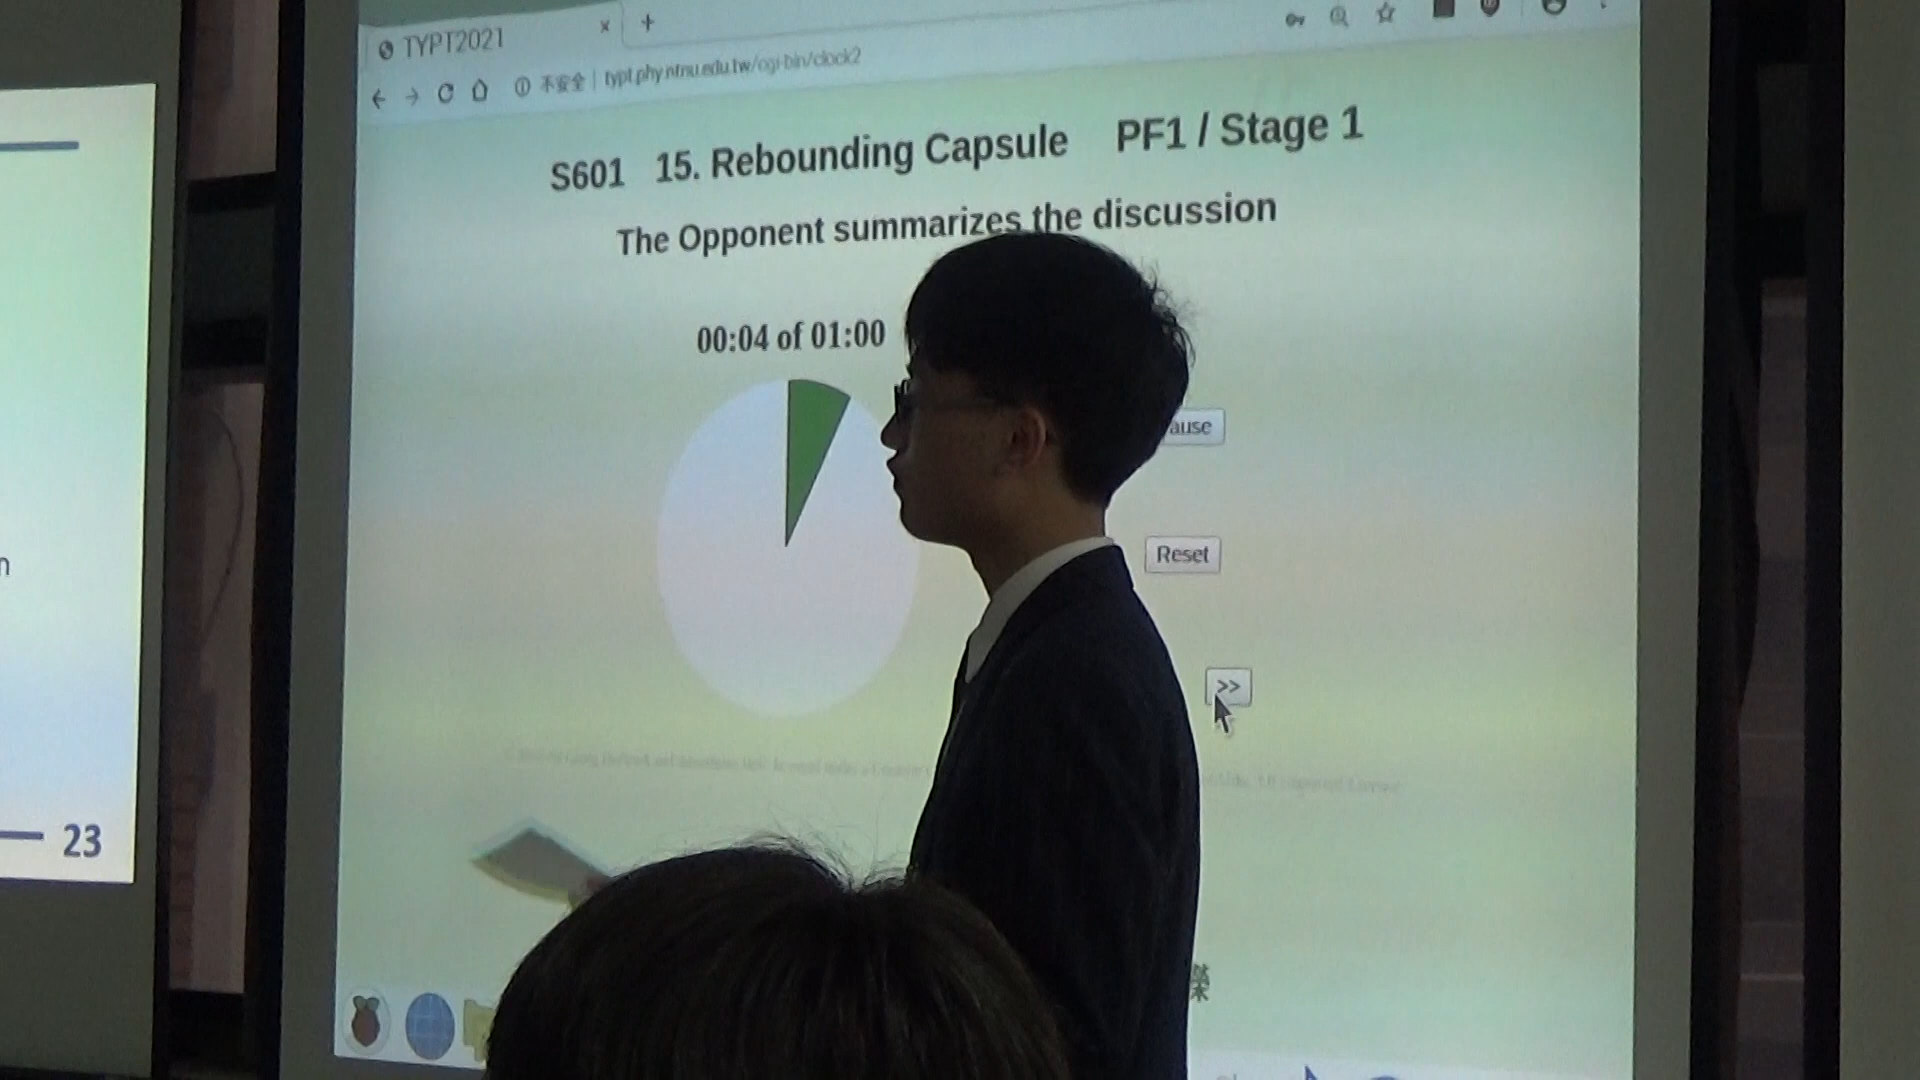 TYPT2021
不安全 | typt.phy.ntnu.edu.tw/cgi-bin/clock2
S601 15. Rebounding Capsule PF1 / Stage 1
The Opponent summarizes the discussion
00:04 of 01:00
ause
Reset
>>
n
23
榮